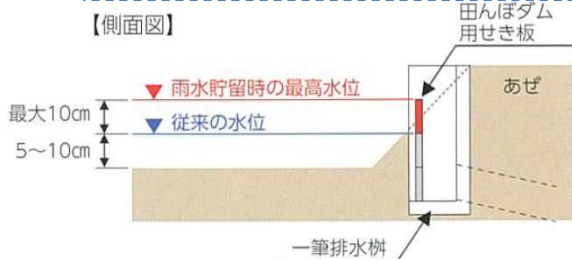 【側面図】
田んぼダム
用せき板
あぜ
雨水貯留時の最高水位
最大10㎝
従来の水位
5～10㎝
一筆排水桝